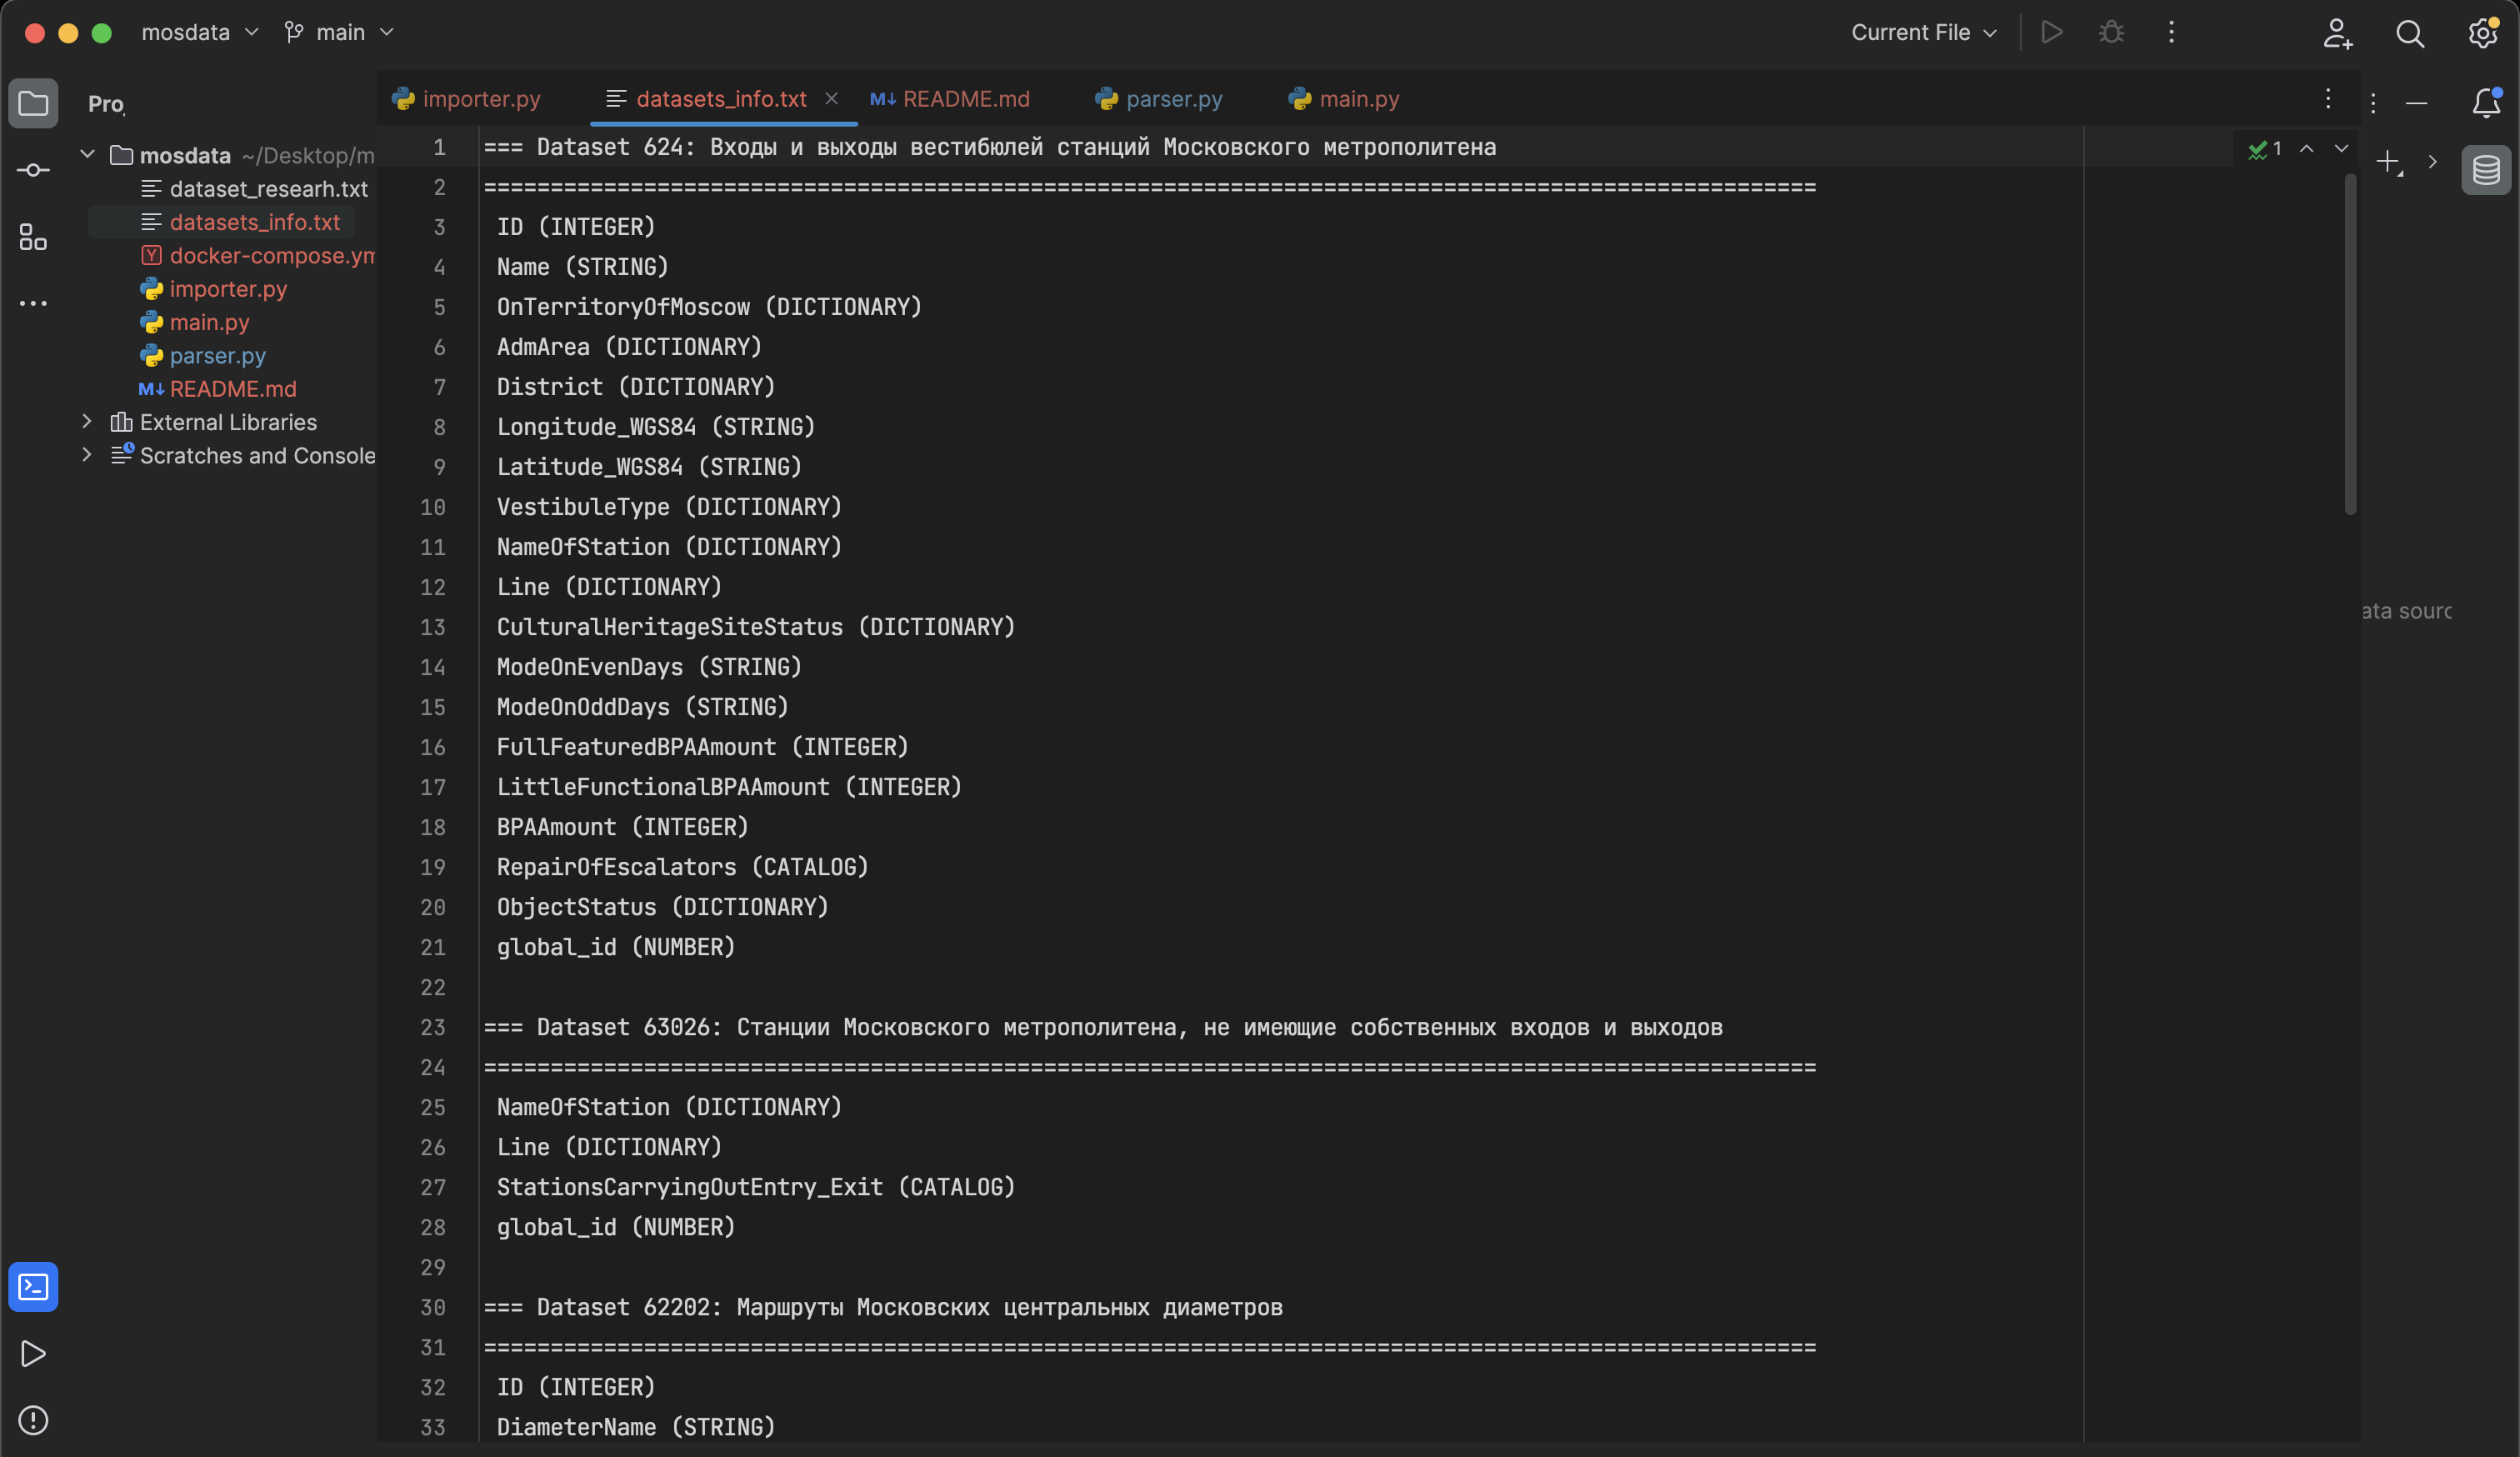 mosdata
main
Current File
Pro
importer.py
datasets_info.txt
README.md
parser.py
main.py
mosdata ~/Desktop/m
dataset_researh.txt
datasets_info.txt
docker-compose.ym
importer.py
main.py
parser.py
README.md
External Libraries
Scratches and Console
1 === Dataset 624: Входы и выходы вестибюлей станций Московского метрополитена
2 ====================================================================================================
3 ID (INTEGER)
4 Name (STRING)
5 OnTerritoryOfMoscow (DICTIONARY)
6 AdmArea (DICTIONARY)
7 District (DICTIONARY)
8 Longitude_WGS84 (STRING)
9 Latitude_WGS84 (STRING)
10 VestibuleType (DICTIONARY)
11 NameOfStation (DICTIONARY)
12 Line (DICTIONARY)
13 CulturalHeritageSiteStatus (DICTIONARY)
14 ModeOnEvenDays (STRING)
15 ModeOnOddDays (STRING)
16 FullFeaturedBPAAmount (INTEGER)
17 LittleFunctionalBPAAmount (INTEGER)
18 BPAAmount (INTEGER)
19 RepairOfEscalators (CATALOG)
20 ObjectStatus (DICTIONARY)
21 global_id (NUMBER)
22
23 === Dataset 63026: Станции Московского метрополитена, не имеющие собственных входов и выходов
24 ====================================================================================================
25 NameOfStation (DICTIONARY)
26 Line (DICTIONARY)
27 StationsCarryingOutEntry_Exit (CATALOG)
28 global_id (NUMBER)
29
30 === Dataset 62202: Маршруты Московских центральных диаметров
31 ====================================================================================================
32 ID (INTEGER)
33 DiameterName (STRING)
1
ata sourc